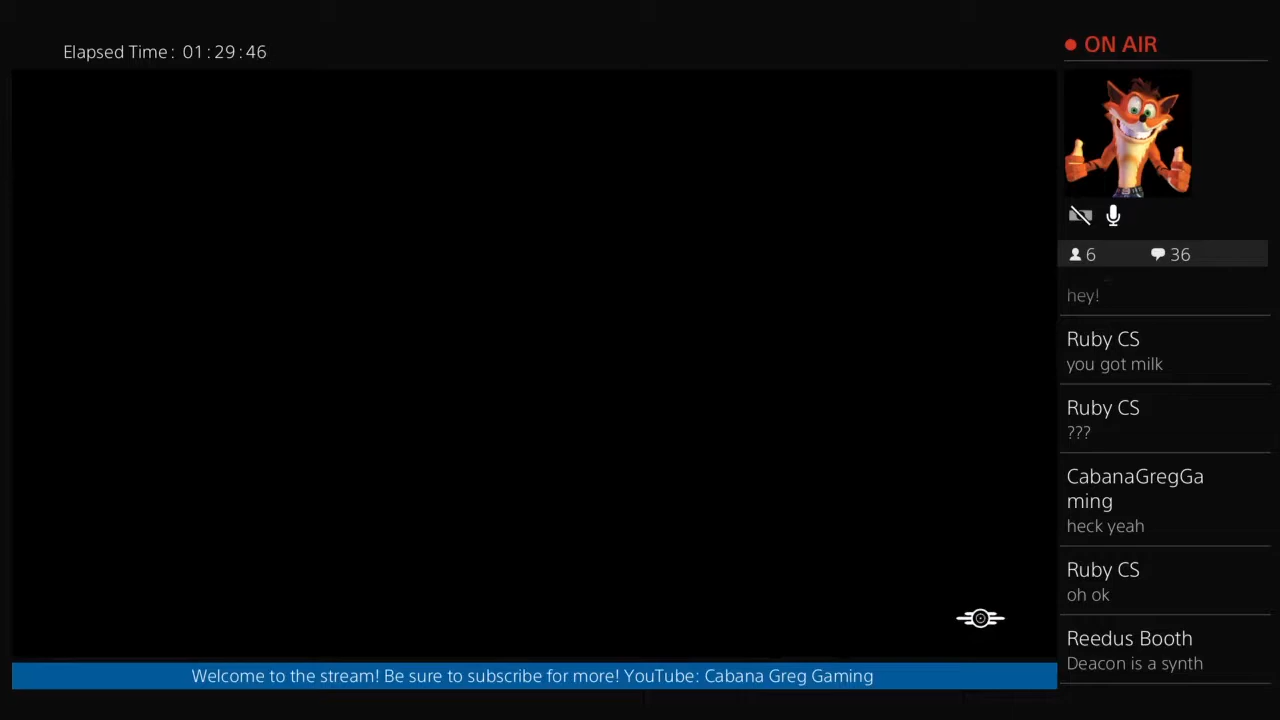 Elapsed Time: 01:29:46
ON AIR
6 36
hey!
Ruby CS
you got milk
Ruby CS
???
CabanaGregGa
ming
heck yeah
Ruby CS
oh ok
Reedus Booth
Deacon is a synth
Welcome to the stream! Be sure to subscribe for more! YouTube: Cabana Greg Gaming